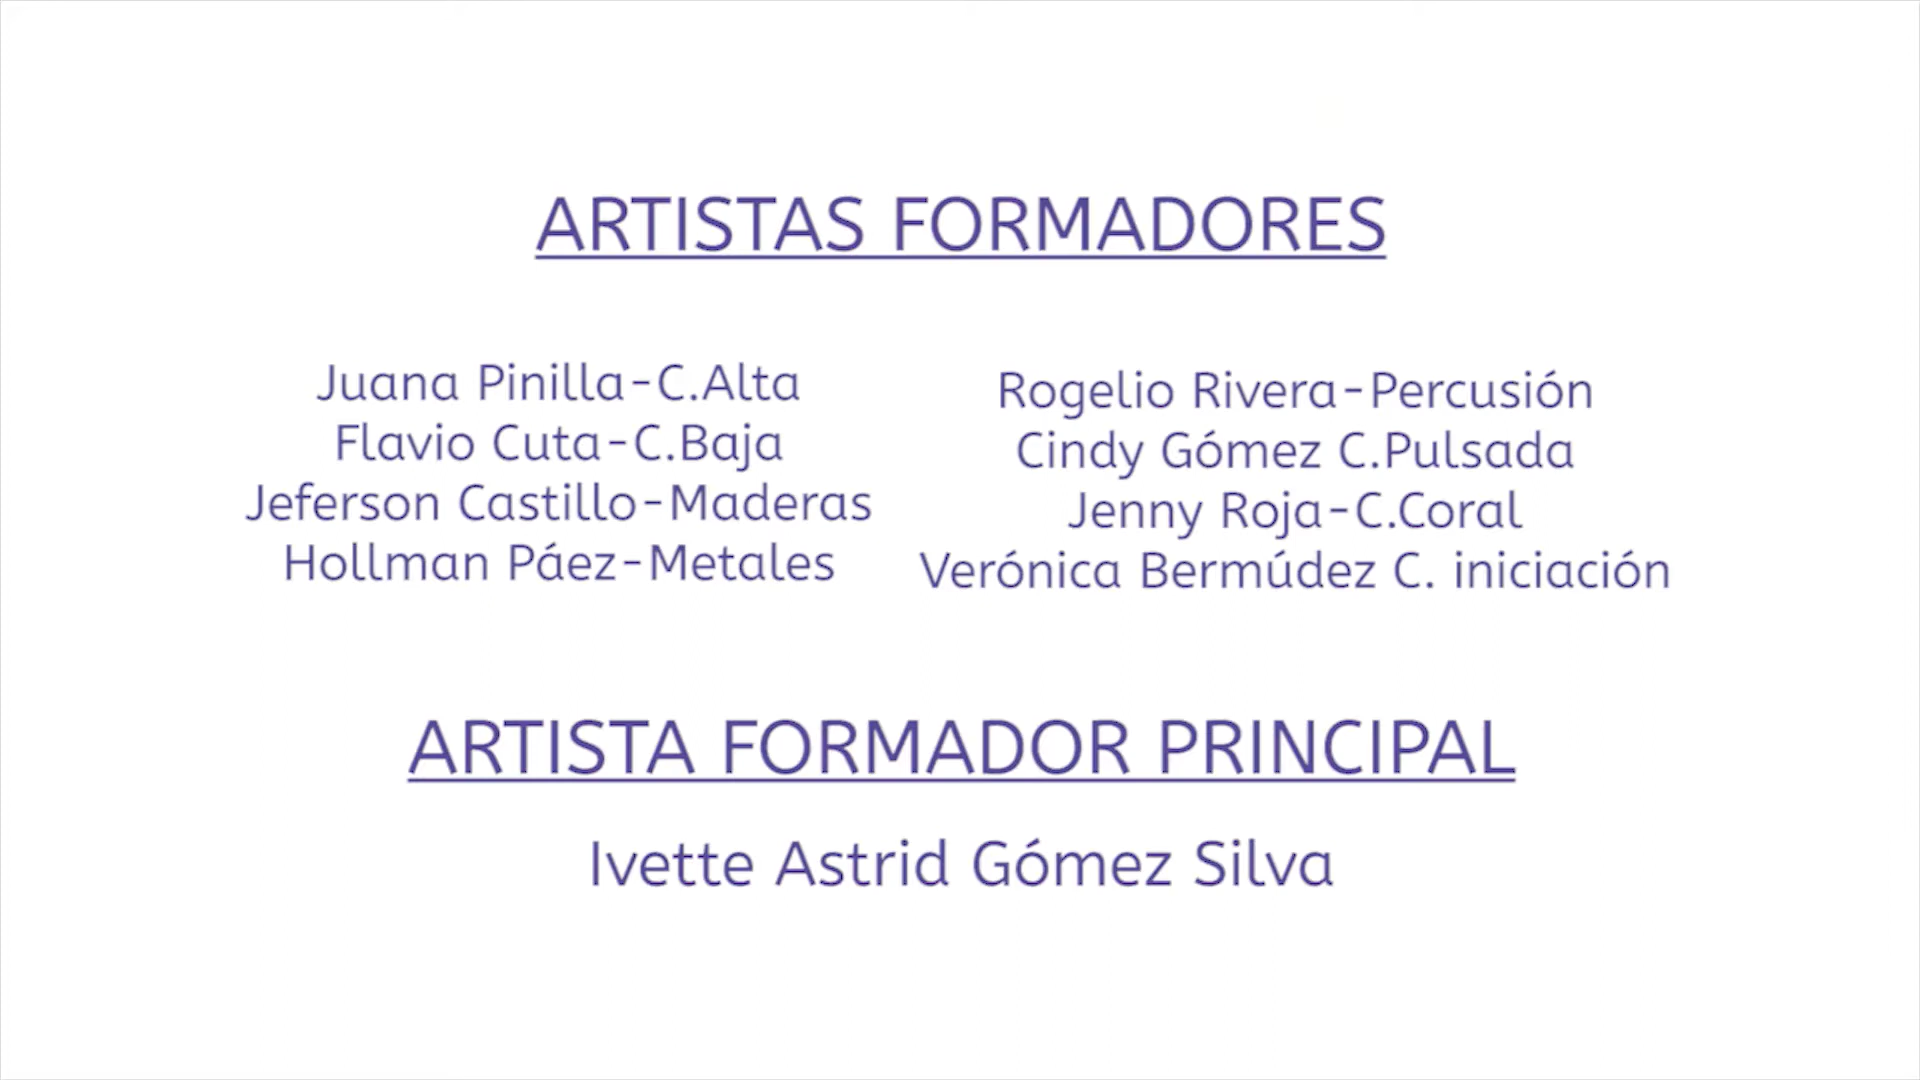 ARTISTAS FORMADORES
Juana Pinilla-C.Alta
Flavio Cuta-C.Baja
Jeferson Castillo-Maderas
Hollman Páez-Metales
Rogelio Rivera-Percusión
Cindy Gómez C.Pulsada
Jenny Roja-C.Coral
Verónica Bermúdez C. iniciación
ARTISTA FORMADOR PRINCIPAL
Ivette Astrid Gómez Silva